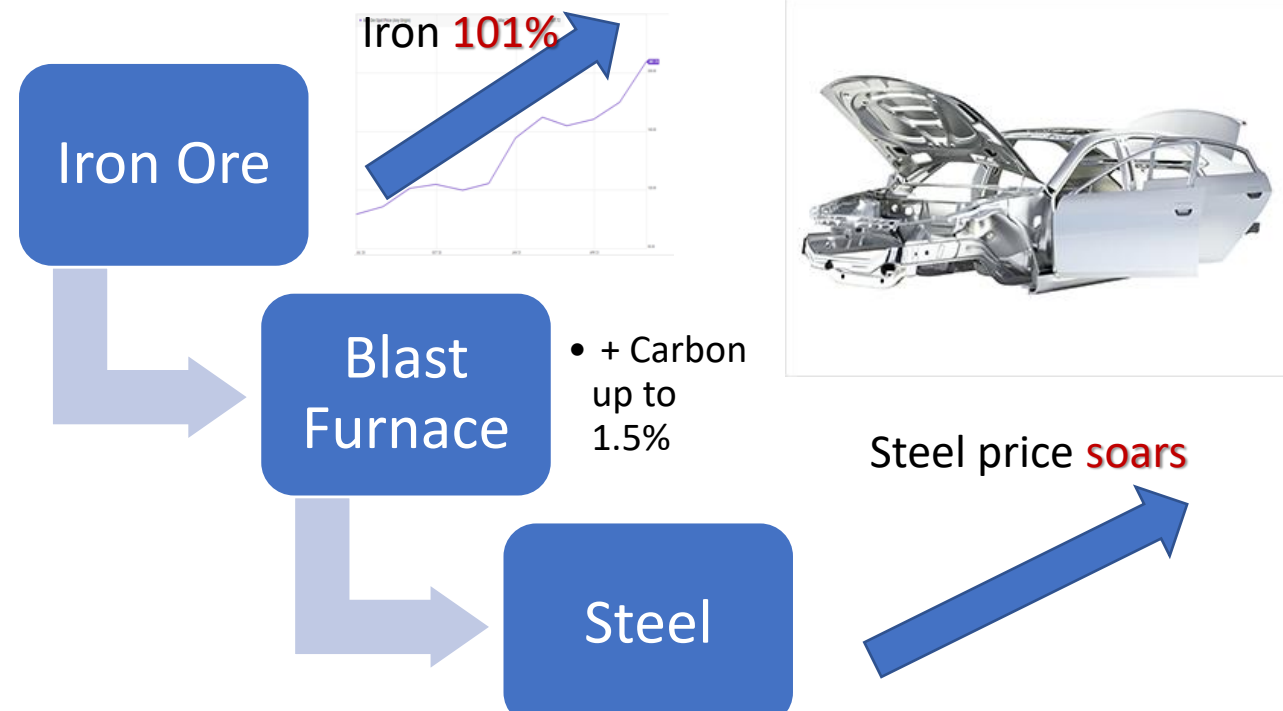 Iron 101%
Iron Ore
Blast
Furnace
• + Carbon
up to
1.5%
Steel price soars
Steel